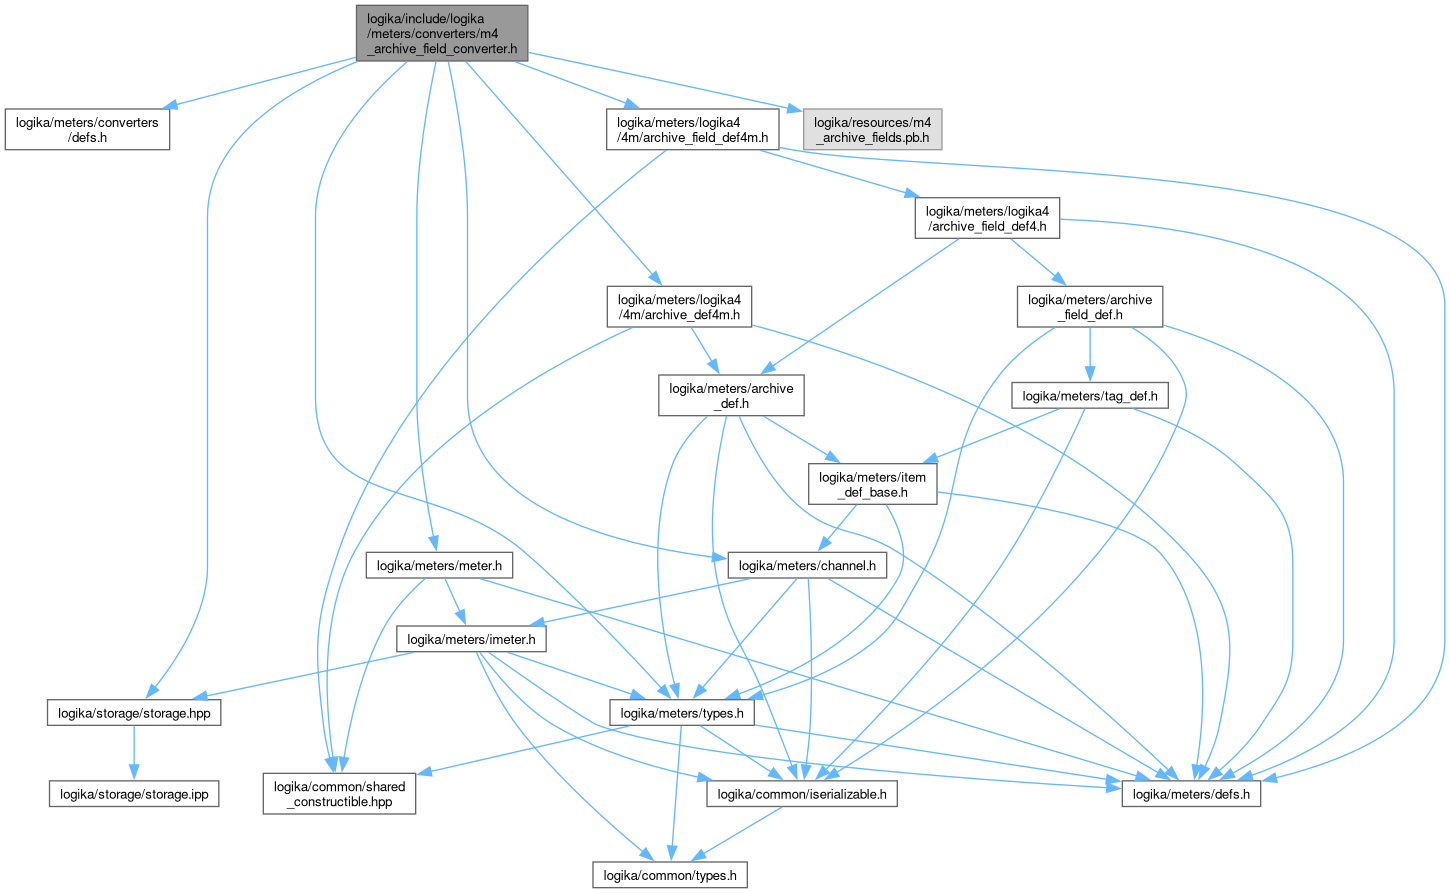 logika/include/logika
/meters/converters/m4
_archive_field_converter.h
logika/meters/converters
/defs.h
logika/meters/logika4
/4m/archive_field_def4m.h
logika/resources/m4
_archive_fields.pb.h
logika/meters/logika4
/archive_field_def4.h
logika/meters/logika4
/4m/archive_def4m.h
logika/meters/archive
_field_def.h
logika/meters/archive
_def.h
logika/meters/tag_def.h
logika/meters/item
_def_base.h
logika/meters/meter.h
logika/meters/channel.h
logika/meters/imeter.h
logika/storage/storage.hpp
logika/meters/types.h
logika/storage/storage.ipp
logika/common/shared
_constructible.hpp
logika/common/iserializable.h
logika/meters/defs.h
logika/common/types.h